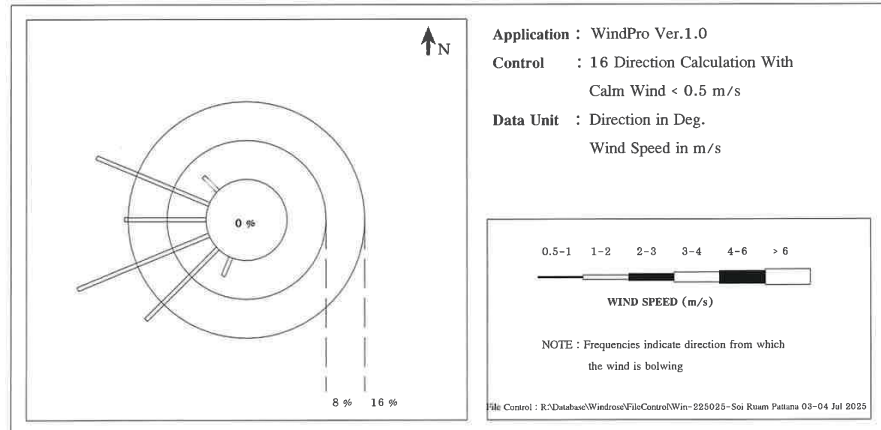 N
0 %
8 % 16 %
Application : WindPro Ver.1.0
Control : 16 Direction Calculation With
Calm Wind < 0.5 m/s
Data Unit : Direction in Deg.
Wind Speed in m/s
0.5-1 1-2 2-3 3-4 4-6 > 6
WIND SPEED (m/s)
NOTE : Frequencies indicate direction from which
the wind is bolwing
File Control : R:\Database\Windrose\FileControl\Win-225025-Soi Ruam Pattana 03-04 Jul 2025